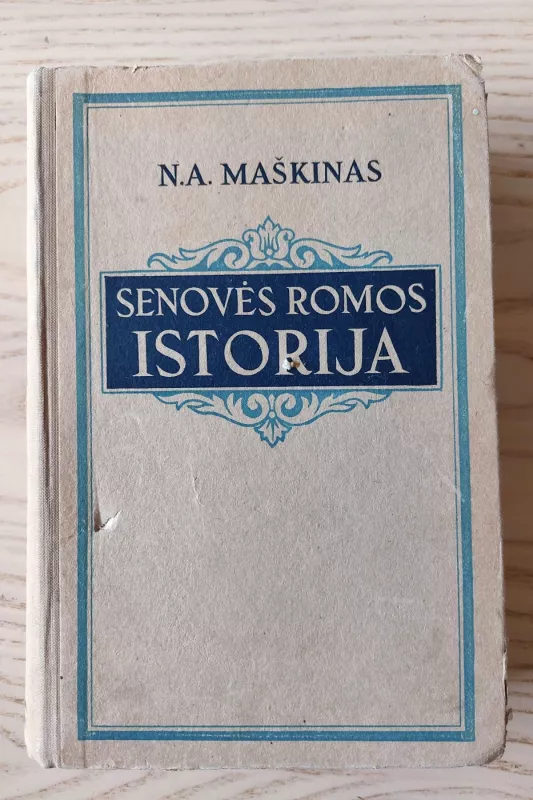 N.A. MAŠKINAS
SENOVĖS ROMOS
ISTORIJA